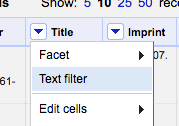 Show: 5 10 25 50
r Title Imprint
Facet 07.
Text filter
61-
Edit cells